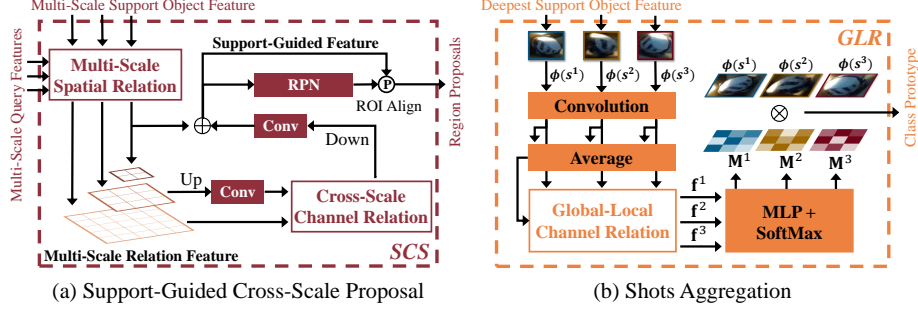 Multi-Scale Support Object Feature
Multi-Scale Query Features
Multi-Scale
Spatial Relation
Support-Guided Feature
RPN
P
ROI Align
Region Proposals
Conv
Down
Up
Conv
Cross-Scale
Channel Relation
Multi-Scale Relation Feature
SCS
(a) Support-Guided Cross-Scale Proposal
Deepest Support Object Feature
GLR
ϕ(s¹) ϕ(s²) ϕ(s³)
Convolution
Average
Global-Local
Channel Relation
f¹
f²
f³
MLP +
SoftMax
M¹ M² M³
ϕ(s¹) ϕ(s²) ϕ(s³)
Class Prototype
(b) Shots Aggregation